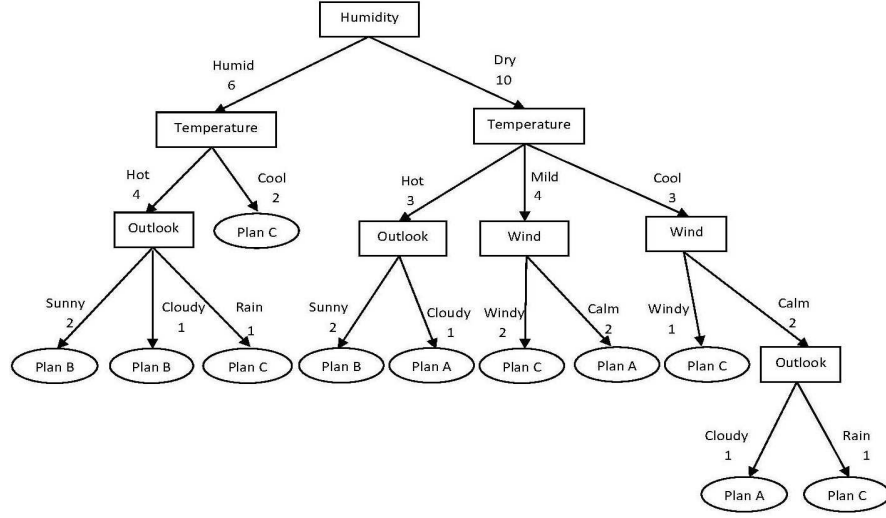 Humidity
Humid
6
Dry
10
Temperature
Temperature
Hot
4
Cool
2
Hot
3
Mild
4
Cool
3
Outlook
Plan C
Outlook
Wind
Wind
Sunny
2
Cloudy
1
Rain
1
Sunny
2
Cloudy
1
Windy
2
Calm
2
Windy
1
Calm
2
Plan B
Plan B
Plan C
Plan B
Plan A
Plan C
Plan A
Plan C
Outlook
Cloudy
1
Rain
1
Plan A
Plan C